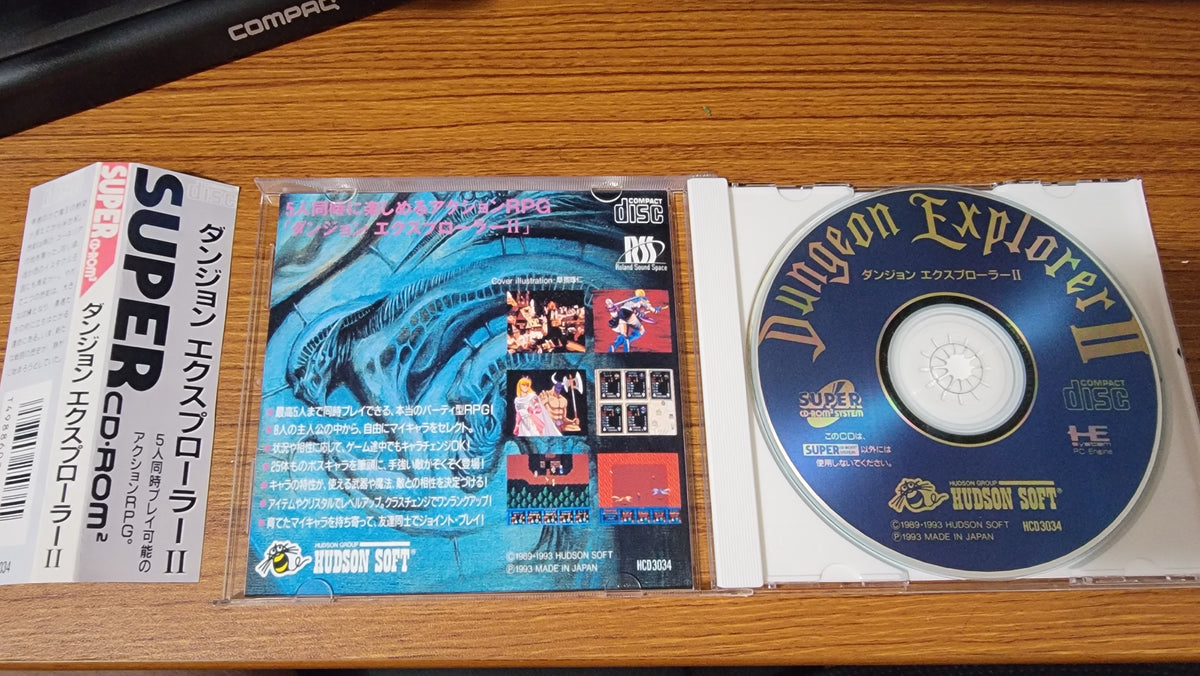 COMPAQ
SUPER
CD-ROM²
ダンジョン エクスプローラーII
SUPER CD-ROM²
ダンジョン エクスプローラーII
5人同時プレイ可能の
アクションRPG。
5人同時に楽しめるアクションRPG
「ダンジョン エクスプローラーII」
COMPACT
disc
RSS
Roland Sound Space
Cover illustration:
●最高5人まで同時プレイできる、本当のパーティ型RPG!
●8人の主人公の中から、自由にマイキャラをセレクト。
●状況や相性に応じて、ゲーム途中でもキャラチェンジOK!
●25体ものボスキャラを筆頭に、手強い敵がぞくぞく登場!
●キャラの特性が、使える武器や魔法、敵との相性を決定づける!
●アイテムやクリスタルでレベルアップ、クラスチェンジでワンランクアップ!
●育てたマイキャラを持ち寄って、友達同士でジョイント・プレイ!
HUDSON GROUP
HUDSON SOFT®
©1989・1993 HUDSON SOFT
Ⓟ1993 MADE IN JAPAN
HCD3034
Dungeon Explorer II
ダンジョン エクスプローラーII
SUPER
CD-ROM² SYSTEM
このCDは、
SUPER CD-ROM² SYSTEM 以外には
使用しないでください。
COMPACT
disc
HE
SYSTEM
PC Engine
HUDSON GROUP
HUDSON SOFT®
©1989・1993 HUDSON SOFT
HCD3034
Ⓟ1993 MADE IN JAPAN